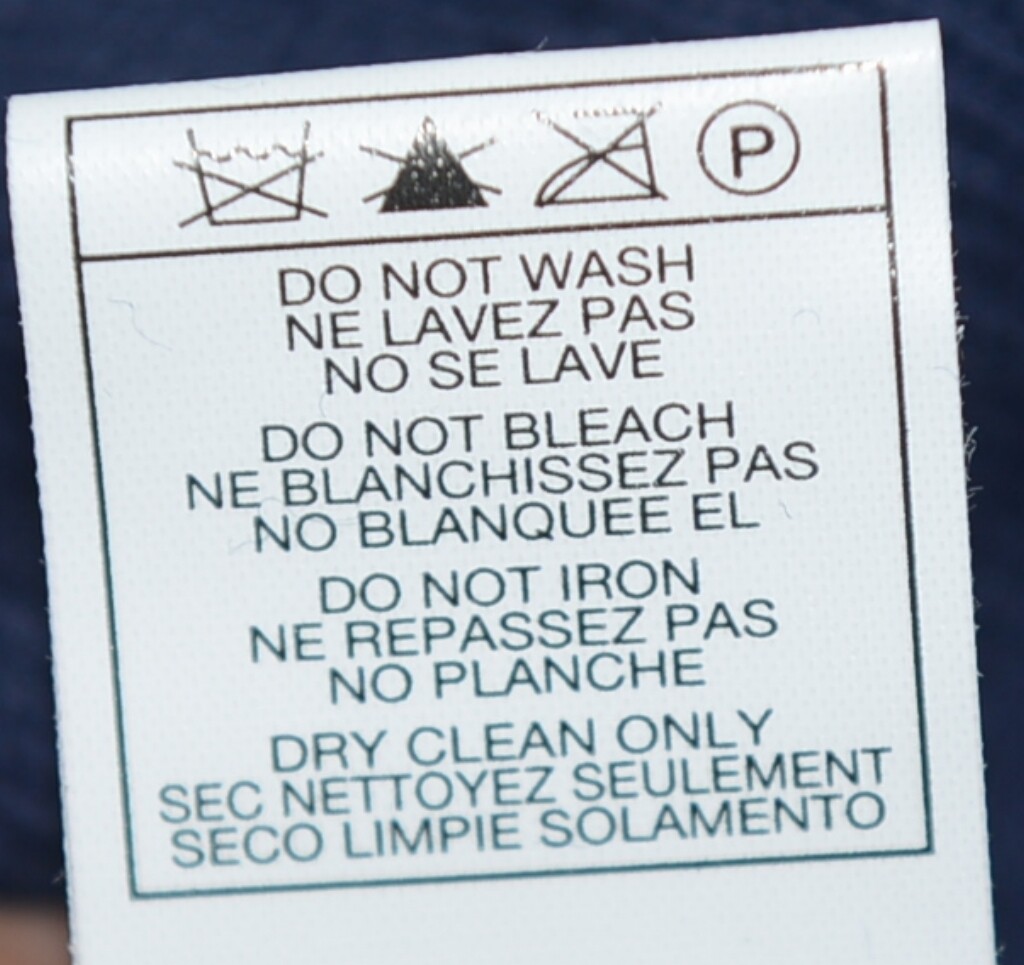 P
DO NOT WASH
NE LAVEZ PAS
NO SE LAVE
DO NOT BLEACH
NE BLANCHISSEZ PAS
NO BLANQUEE EL
DO NOT IRON
NE REPASSEZ PAS
NO PLANCHE
DRY CLEAN ONLY
SEC NETTOYEZ SEULEMENT
SECO LIMPIE SOLAMENTO